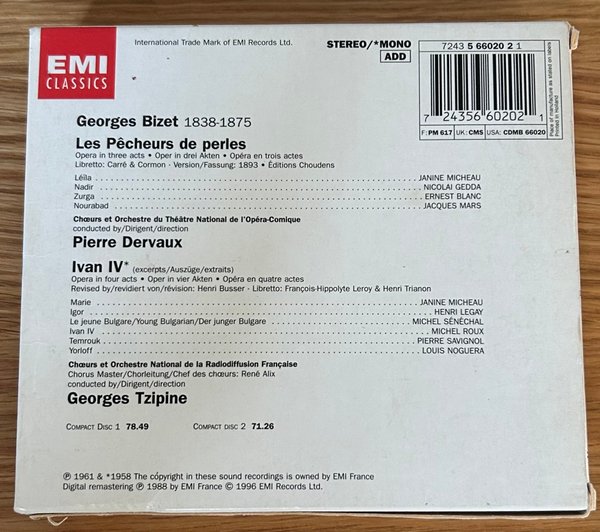 EMI
CLASSICS
International Trade Mark of EMI Records Ltd.
STEREO/*MONO
ADD
7243 5 66020 2 1
7 24356 60202 1
F: PM 617 UK: CMS USA: CDMB 66020
Place of manufacture as stated on labels
Printed in Holland
Georges Bizet 1838-1875
Les Pêcheurs de perles
Opera in three acts · Oper in drei Akten · Opéra en trois actes
Libretto: Carré & Cormon · Version/Fassung: 1893 · Éditions Choudens
Léïla JANINE MICHEAU
Nadir NICOLAI GEDDA
Zurga ERNEST BLANC
Nourabad JACQUES MARS
Chœurs et Orchestre du Théâtre National de l'Opéra-Comique
conducted by/Dirigent/direction
Pierre Dervaux
Ivan IV* (excerpts/Auszüge/extraits)
Opera in four acts · Oper in vier Akten · Opéra en quatre actes
Revised by/revidiert von/révision: Henri Busser · Libretto: François-Hippolyte Leroy & Henri Trianon
Marie JANINE MICHEAU
Igor HENRI LEGAY
Le jeune Bulgare/Young Bulgarian/Der junger Bulgare MICHEL SÉNÉCHAL
Ivan IV MICHEL ROUX
Temrouk PIERRE SAVIGNOL
Yorloff LOUIS NOGUERA
Chœurs et Orchestre National de la Radiodiffusion Française
Chorus Master/Chorleitung/Chef des chœurs: René Alix
conducted by/Dirigent/direction
Georges Tzipine
COMPACT DISC 1 78.49 COMPACT DISC 2 71.26
℗ 1961 & *1958 The copyright in these sound recordings is owned by EMI France
Digital remastering ℗ 1988 by EMI France © 1996 EMI Records Ltd.